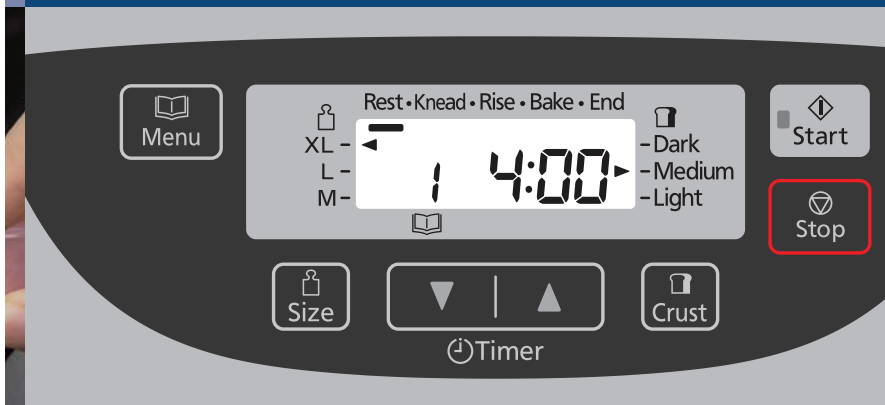 Menu
Rest • Knead • Rise • Bake • End
XL –
L –
M –
1 4:00
– Dark
– Medium
– Light
Start
Stop
Size
Timer
Crust